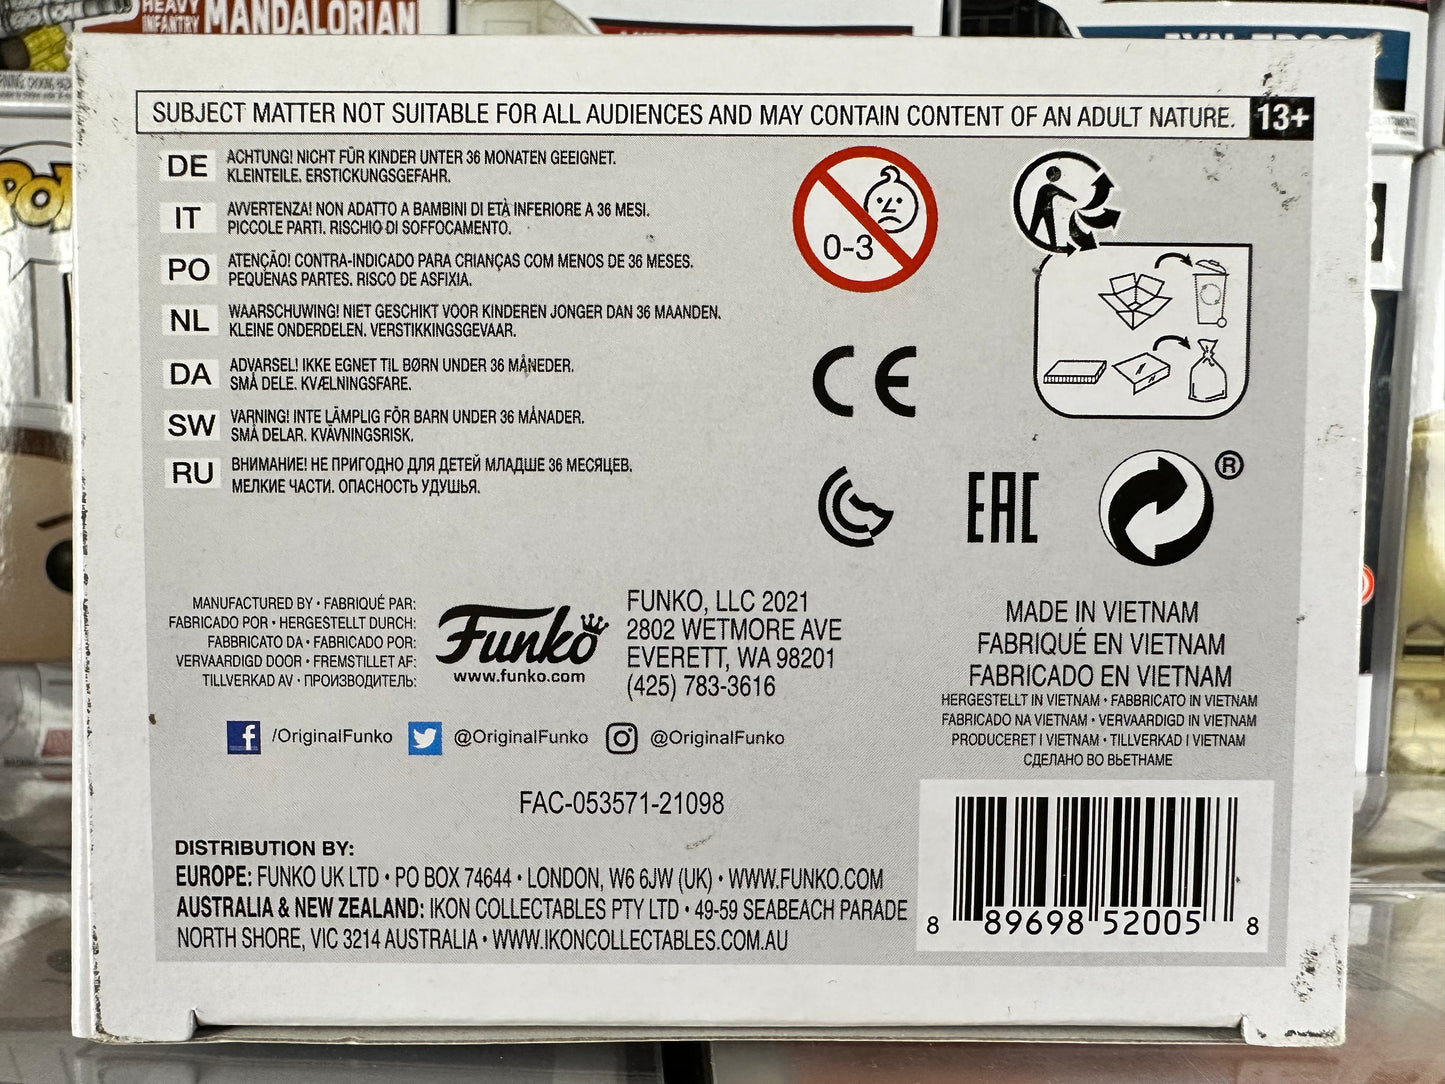 HEAVY
INFANTRY MANDALORIAN
POP
SUBJECT MATTER NOT SUITABLE FOR ALL AUDIENCES AND MAY CONTAIN CONTENT OF AN ADULT NATURE. 13+
DE ACHTUNG! NICHT FÜR KINDER UNTER 36 MONATEN GEEIGNET.
KLEINTEILE. ERSTICKUNGSGEFAHR.
IT AVVERTENZA! NON ADATTO A BAMBINI DI ETÀ INFERIORE A 36 MESI.
PICCOLE PARTI. RISCHIO DI SOFFOCAMENTO.
PO ATENÇÃO! CONTRA-INDICADO PARA CRIANÇAS COM MENOS DE 36 MESES.
PEQUENAS PARTES. RISCO DE ASFIXIA.
NL WAARSCHUWING! NIET GESCHIKT VOOR KINDEREN JONGER DAN 36 MAANDEN.
KLEINE ONDERDELEN. VERSTIKKINGSGEVAAR.
DA ADVARSEL! IKKE EGNET TIL BØRN UNDER 36 MÅNEDER.
SMÅ DELE. KVÆLNINGSFARE.
SW VARNING! INTE LÄMPLIG FÖR BARN UNDER 36 MÅNADER.
SMÅ DELAR. KVÄVNINGSRISK.
RU ВНИМАНИЕ! НЕ ПРИГОДНО ДЛЯ ДЕТЕЙ МЛАДШЕ 36 МЕСЯЦЕВ.
МЕЛКИЕ ЧАСТИ. ОПАСНОСТЬ УДУШЬЯ.
0-3
CE
EAC
®
MANUFACTURED BY • FABRIQUÉ PAR:
FABRICADO POR • HERGESTELLT DURCH:
FABBRICATO DA • FABRICADO POR:
VERVAARDIGD DOOR • FREMSTILLET AF:
TILLVERKAD AV • ПРОИЗВОДИТЕЛЬ:
Funko
www.funko.com
FUNKO, LLC 2021
2802 WETMORE AVE
EVERETT, WA 98201
(425) 783-3616
MADE IN VIETNAM
FABRIQUÉ EN VIETNAM
FABRICADO EN VIETNAM
HERGESTELLT IN VIETNAM • FABBRICATO IN VIETNAM
FABRICADO NA VIETNAM • VERVAARDIGD IN VIETNAM
PRODUCERET I VIETNAM • TILLVERKAD I VIETNAM
СДЕЛАНО ВО ВЬЕТНАМЕ
/OriginalFunko @OriginalFunko @OriginalFunko
FAC-053571-21098
DISTRIBUTION BY:
EUROPE: FUNKO UK LTD • PO BOX 74644 • LONDON, W6 6JW (UK) • WWW.FUNKO.COM
AUSTRALIA & NEW ZEALAND: IKON COLLECTABLES PTY LTD • 49-59 SEABEACH PARADE
NORTH SHORE, VIC 3214 AUSTRALIA • WWW.IKONCOLLECTABLES.COM.AU
8 89698 52005 8